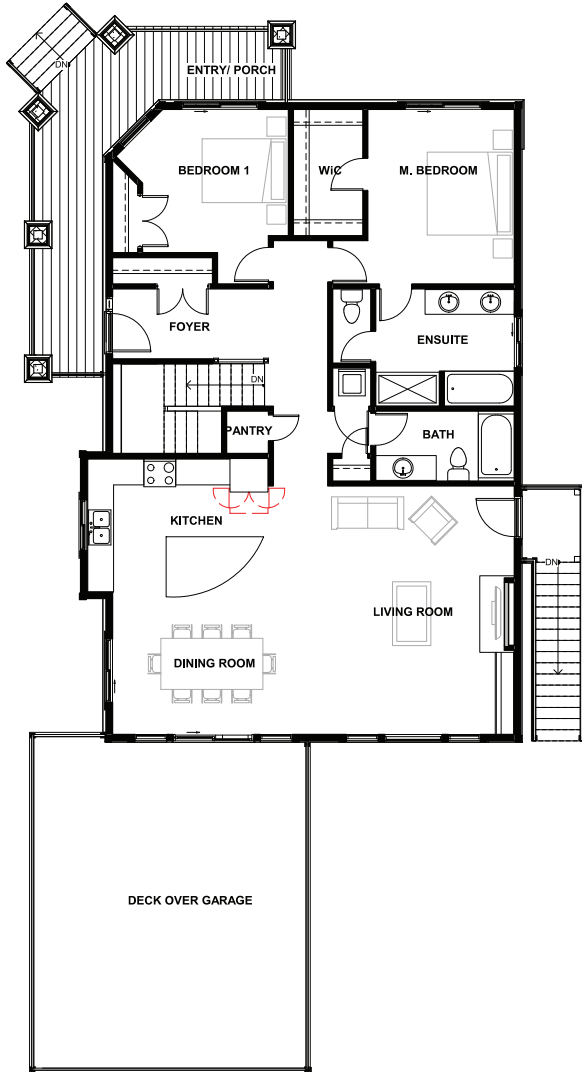 DN
ENTRY/ PORCH
BEDROOM 1
WiC
M. BEDROOM
FOYER
ENSUITE
DN
PANTRY
BATH
KITCHEN
DN
LIVING ROOM
DINING ROOM
DECK OVER GARAGE